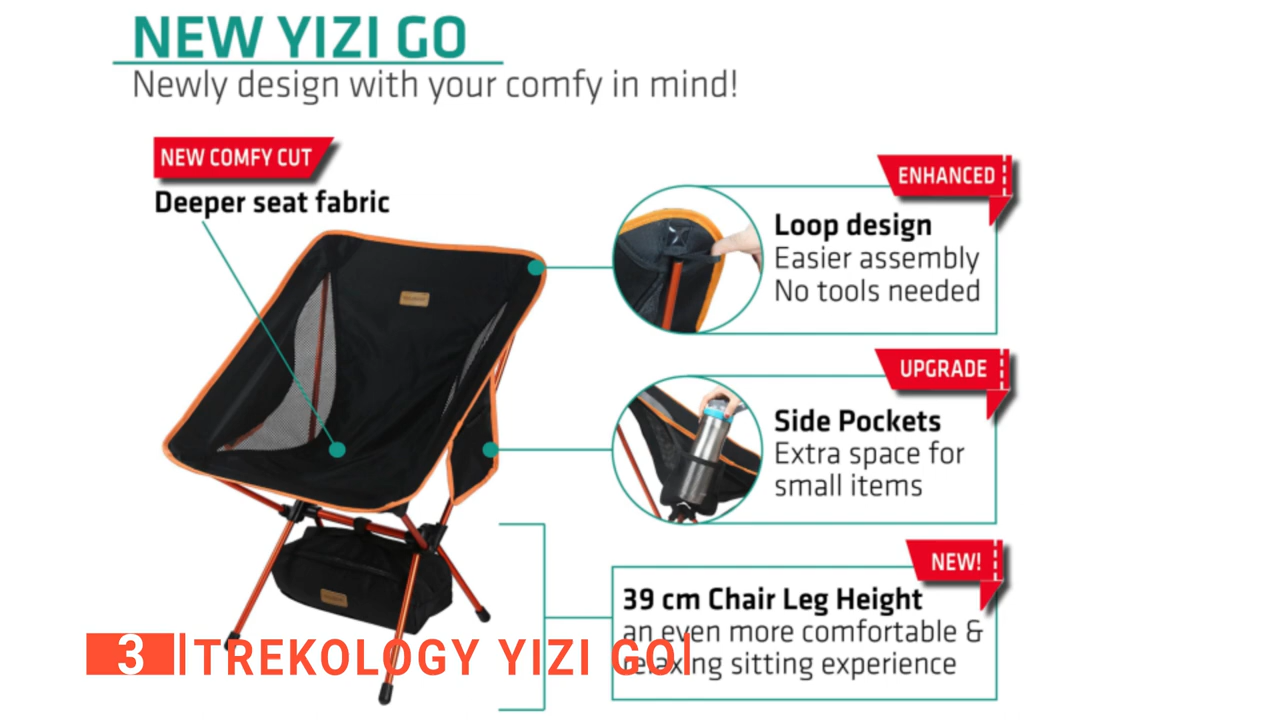 NEW YIZI GO
Newly design with your comfy in mind!
NEW COMFY CUT
Deeper seat fabric
ENHANCED
Loop design
Easier assembly
No tools needed
UPGRADE
Side Pockets
Extra space for
small items
NEW!
39 cm Chair Leg Height
an even more comfortable &
relaxing sitting experience
3
TREKOLOGY YIZI GO